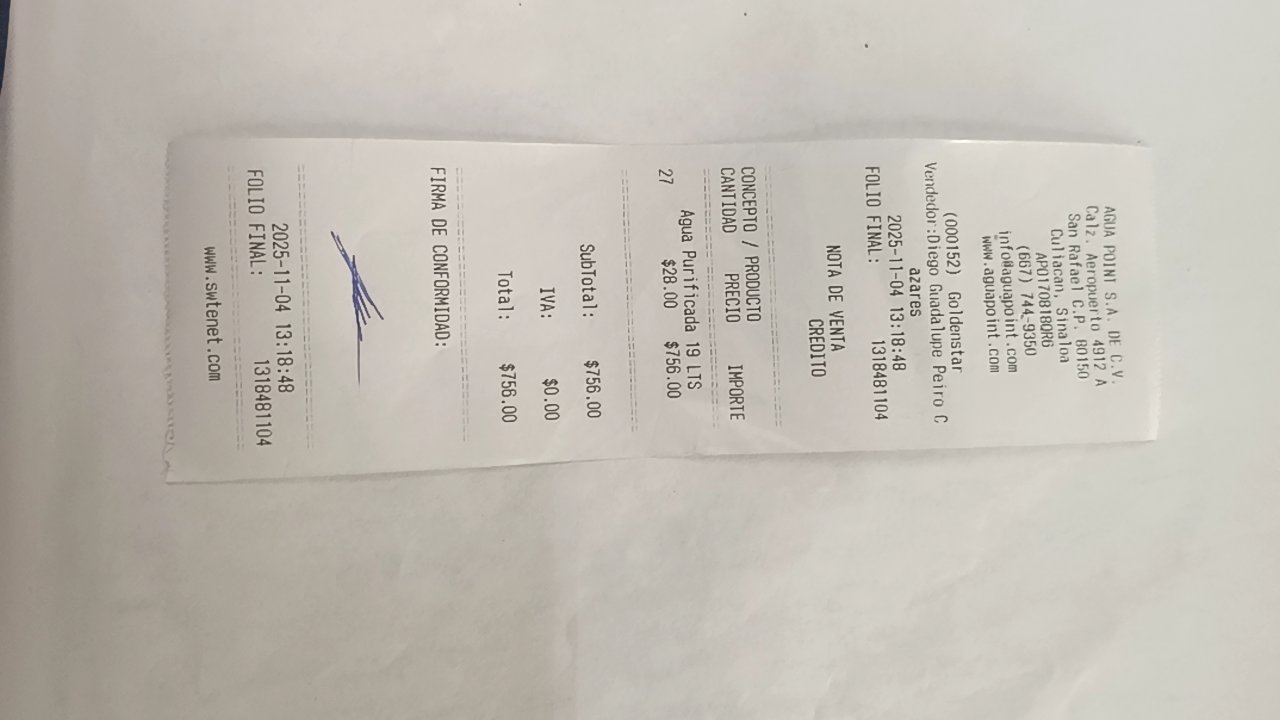 AGUA POINT S.A. DE C.V.
Calz. Aeropuerto 4912 A
San Rafael C.P. 80150
Culiacan, Sinaloa
APO170818QR6
(667) 744-9350
info@aguapoint.com
www.aguapoint.com
(000152) Goldenstar
Vendedor:Diego Guadalupe Peiro C
azares
2025-11-04 13:18:48
FOLIO FINAL: 1318481104
NOTA DE VENTA
CREDITO
CONCEPTO / PRODUCTO
CANTIDAD PRECIO IMPORTE
Agua Purificada 19 LTS
27 $28.00 $756.00
SubTotal: $756.00
IVA: $0.00
Total: $756.00
FIRMA DE CONFORMIDAD:
2025-11-04 13:18:48
FOLIO FINAL: 1318481104
www.swtenet.com